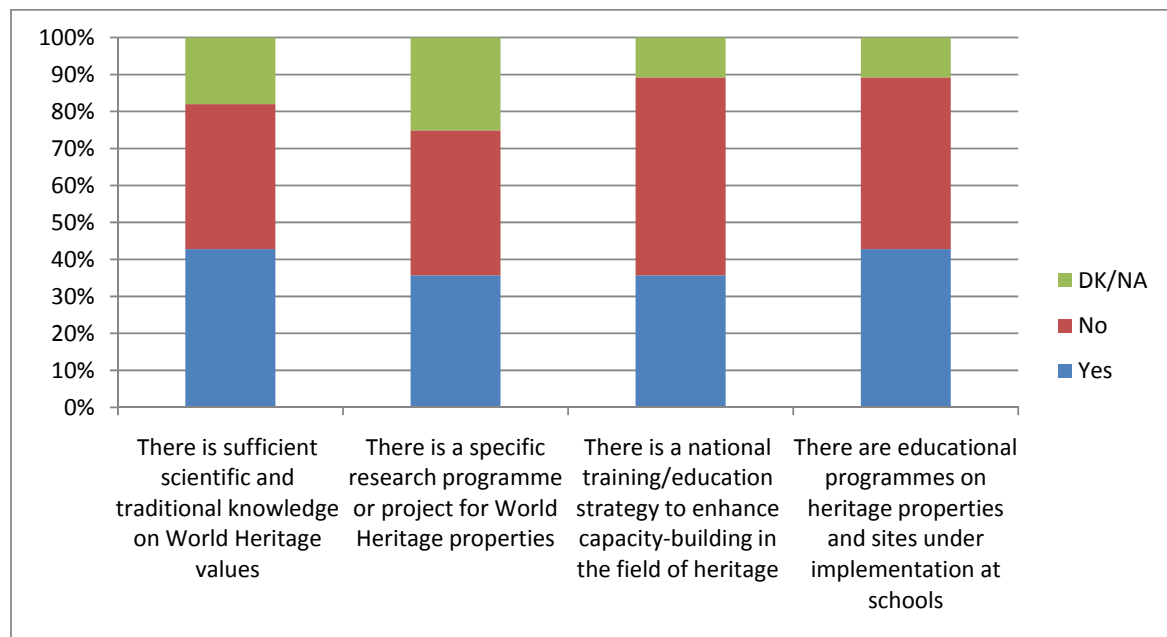 100%
90%
80%
70%
60%
50%
40%
30%
20%
10%
0%
There is sufficient
scientific and
traditional knowledge
on World Heritage
values
There is a specific
research programme
or project for World
Heritage properties
There is a national
training/education
strategy to enhance
capacity-building in
the field of heritage
There are educational
programmes on
heritage properties
and sites under
implementation at
schools
DK/NA
No
Yes